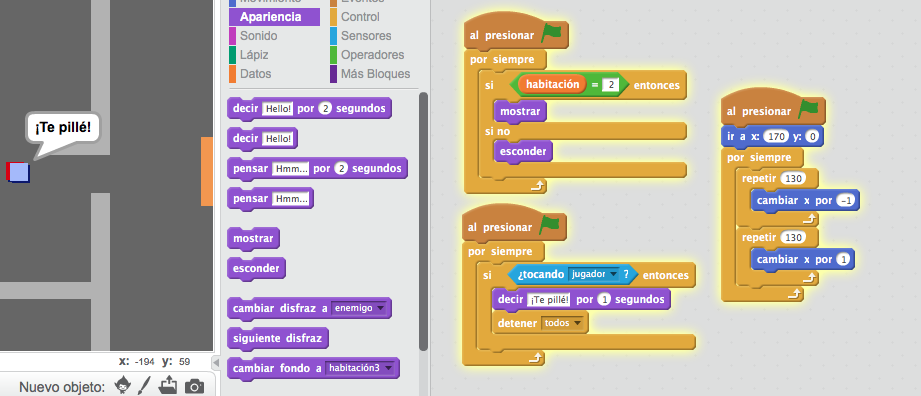 Movimiento
Eventos
Apariencia
Control
Sonido
Sensores
Lápiz
Operadores
Datos
Más Bloques
¡Te pillé!
x: -194 y: 59
Nuevo objeto:
decir Hello! por 2 segundos
decir Hello!
pensar Hmm... por 2 segundos
pensar Hmm...
mostrar
esconder
cambiar disfraz a enemigo
siguiente disfraz
cambiar fondo a habitación3
al presionar
por siempre
si habitación = 2 entonces
mostrar
si no
esconder
al presionar
por siempre
si ¿tocando jugador ? entonces
decir ¡Te pillé! por 1 segundos
detener todos
al presionar
ir a x: 170 y: 0
por siempre
repetir 130
cambiar x por -1
repetir 130
cambiar x por 1